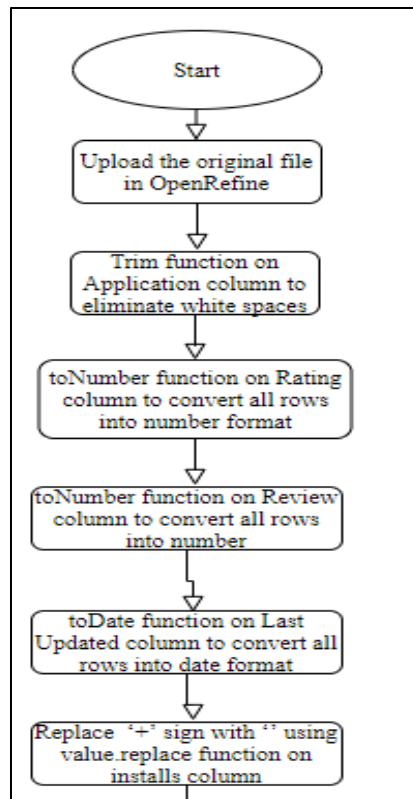 Start
Upload the original file
in OpenRefine
Trim function on
Application column to
eliminate white spaces
toNumber function on Rating
column to convert all rows
into number format
toNumber function on Review
column to convert all rows
into number
toDate function on Last
Updated column to convert all
rows into date format
Replace ‘+’ sign with ‘’ using
value.replace function on
installs column